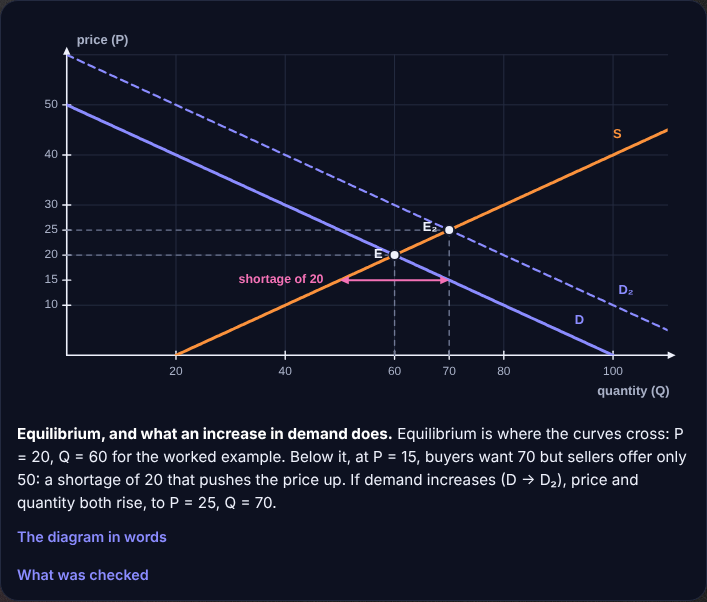 price (P)
50
40
30
25
20
15
10
S
E₂
E
shortage of 20
D₂
D
20
40
60
70
80
100
quantity (Q)
Equilibrium, and what an increase in demand does. Equilibrium is where the curves cross: P
= 20, Q = 60 for the worked example. Below it, at P = 15, buyers want 70 but sellers offer only
50: a shortage of 20 that pushes the price up. If demand increases (D → D₂), price and
quantity both rise, to P = 25, Q = 70.
The diagram in words
What was checked